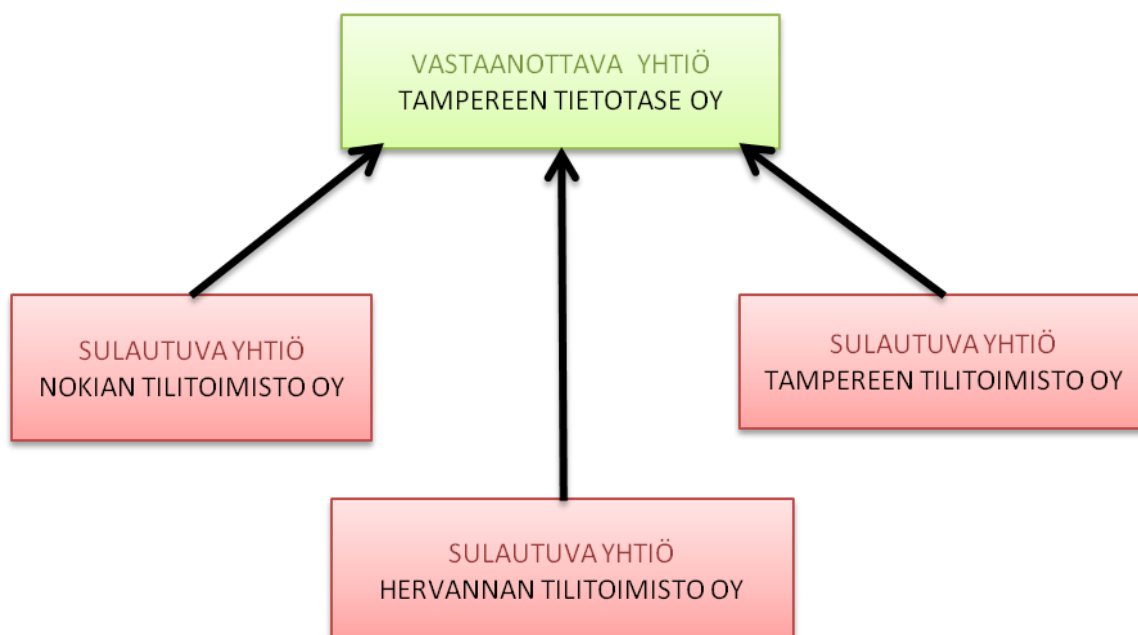 VASTAANOTTAVA YHTIÖ
TAMPEREEN TIETOTASE OY
SULAUTUVA YHTIÖ
NOKIAN TILITOIMISTO OY
SULAUTUVA YHTIÖ
TAMPEREEN TILITOIMISTO OY
SULAUTUVA YHTIÖ
HERVANNAN TILITOIMISTO OY